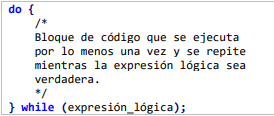 do {
/*
Bloque de código que se ejecuta
por lo menos una vez y se repite
mientras la expresión lógica sea
verdadera.
*/
} while (expresión_lógica);